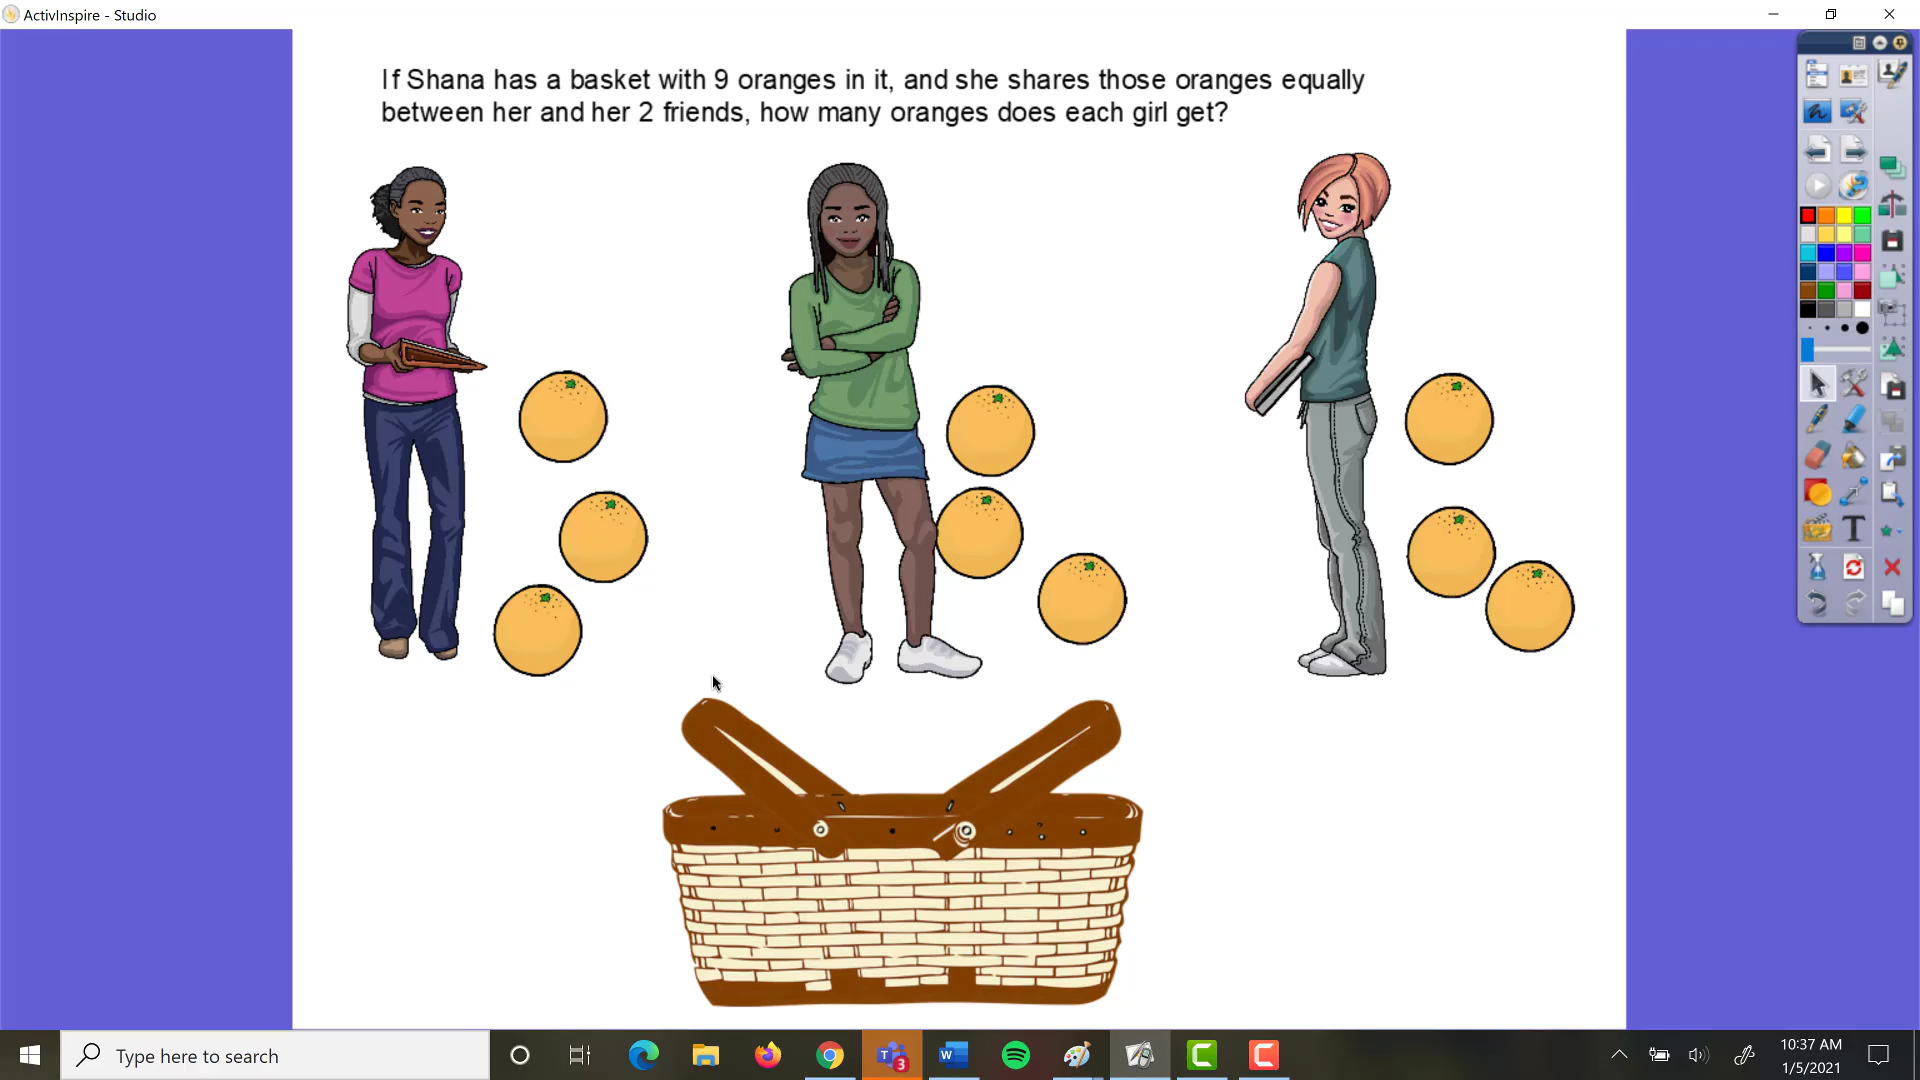 ActivInspire - Studio
If Shana has a basket with 9 oranges in it, and she shares those oranges equally
between her and her 2 friends, how many oranges does each girl get?
Type here to search
3
10:37 AM
1/5/2021